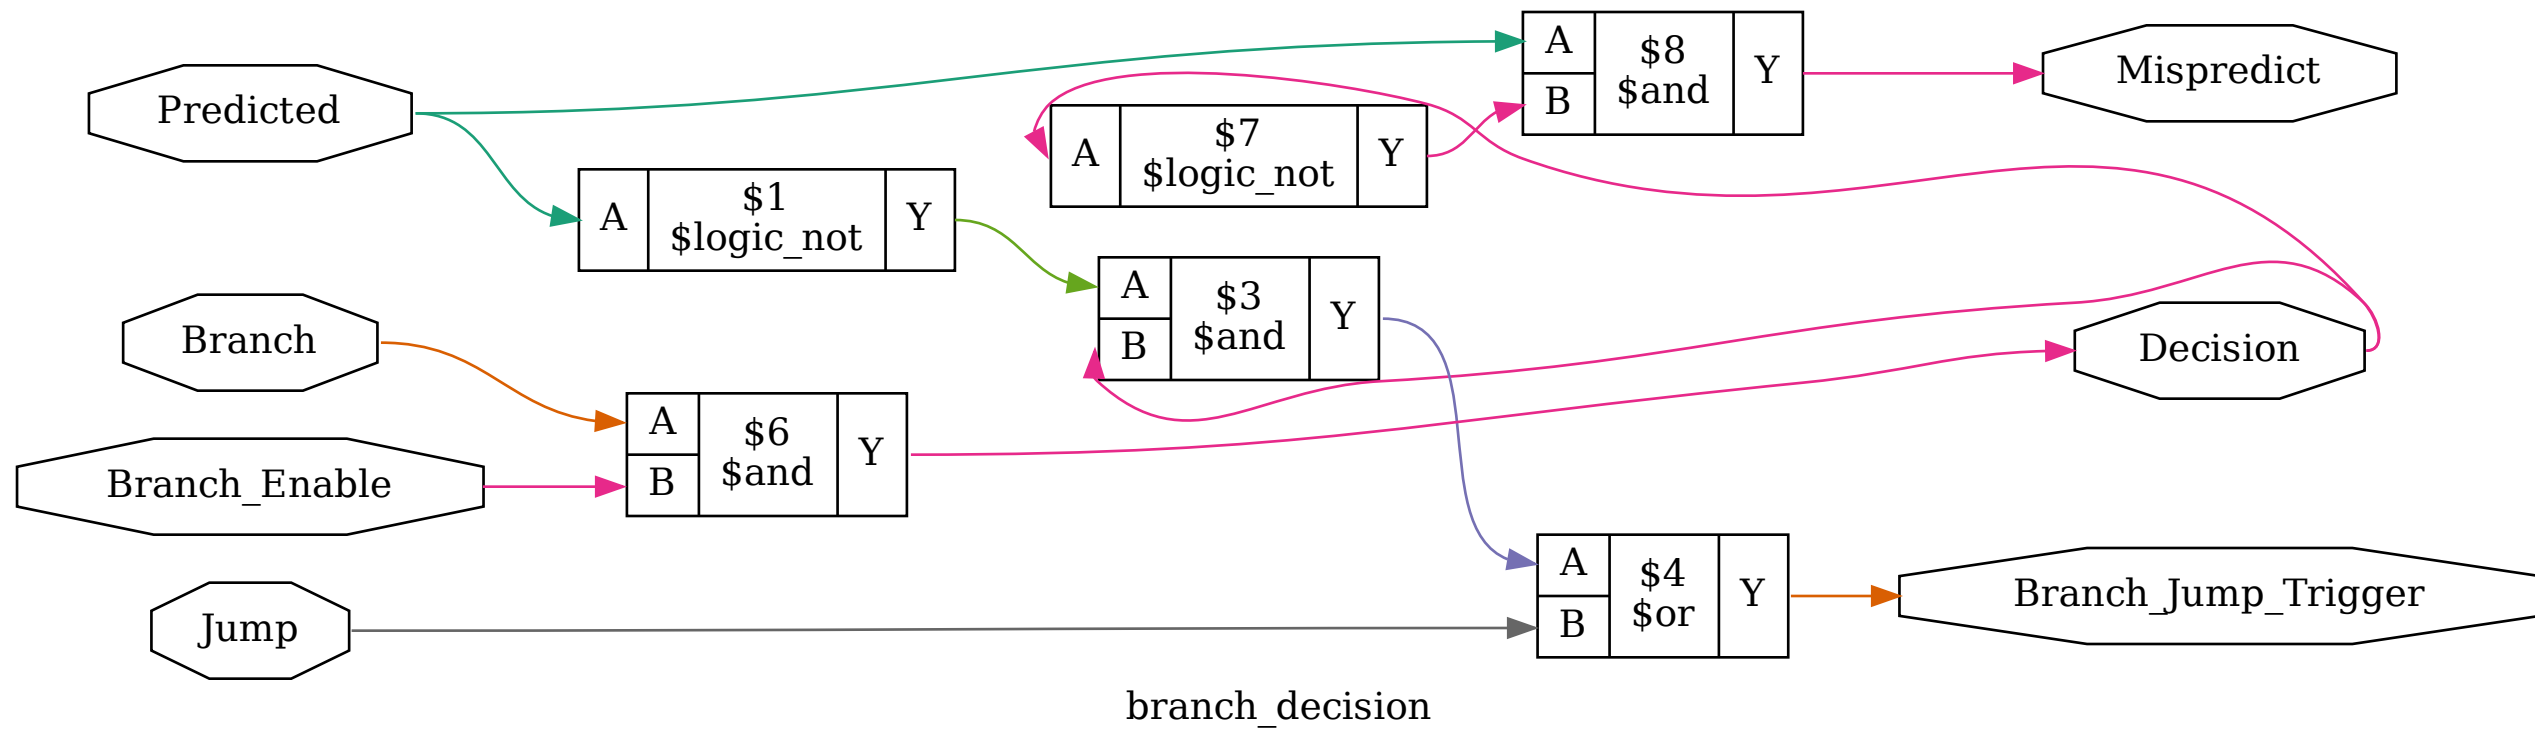 Predicted
A
B
$8
$and
Y
Mispredict
A
$7
$logic_not
Y
A
$1
$logic_not
Y
Branch
A
B
$3
$and
Y
Decision
Branch_Enable
A
B
$6
$and
Y
Jump
A
B
$4
$or
Y
Branch_Jump_Trigger
branch_decision